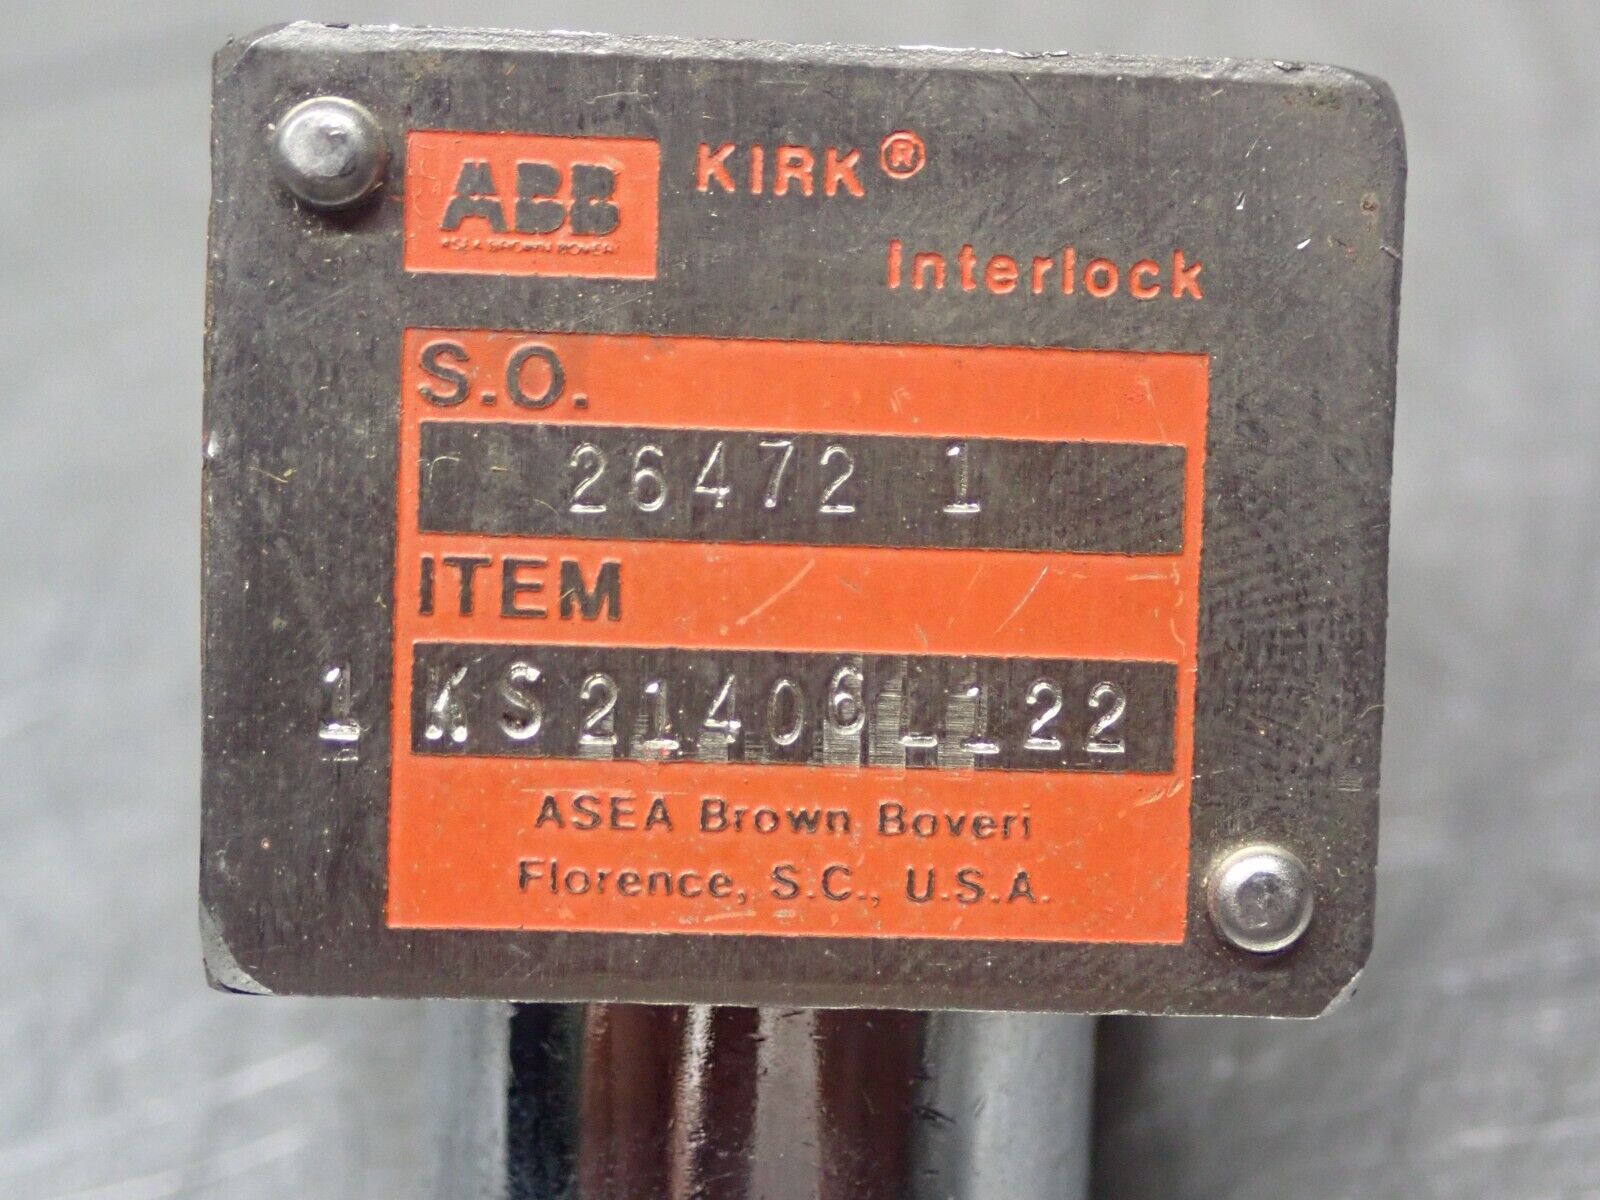 ABB
ASEA BROWN BOVERI
KIRK®
Interlock
S.O.
26472 1
ITEM
1 KS21406L122
ASEA Brown Boveri
Florence, S.C., U.S.A.